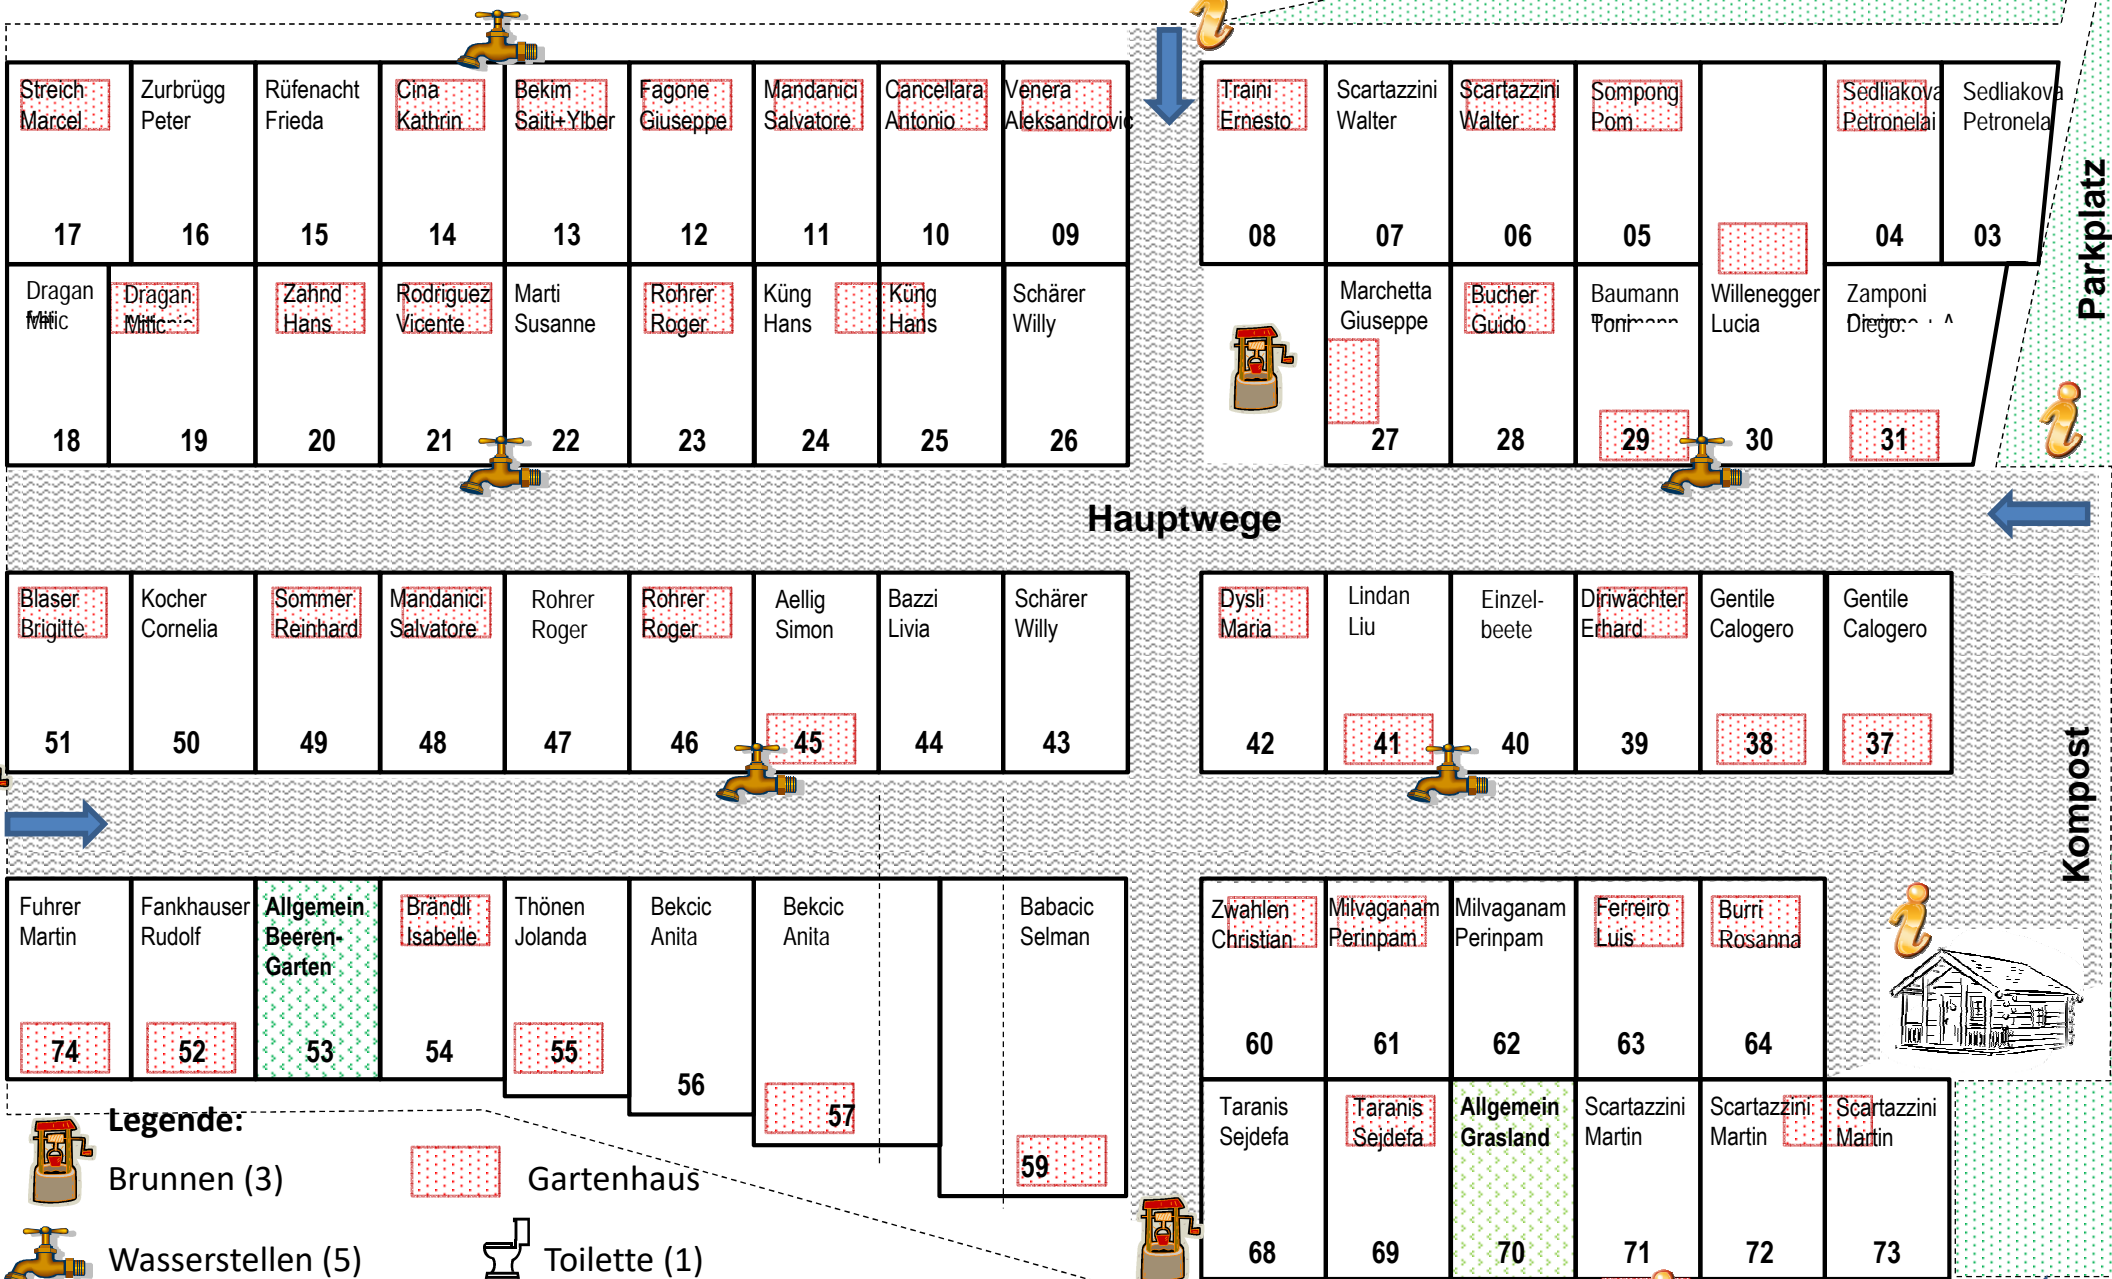 Streich
Marcel
17
Zurbrügg
Peter
16
Rüfenacht
Frieda
15
Cina
Kathrin
14
Bekim
Saiti+Ylber
13
Fagone
Giuseppe
12
Mandanici
Salvatore
11
Cancellara
Antonio
10
Venera
Aleksandrovic
09
Traini
Ernesto
08
Scartazzini
Walter
07
Scartazzini
Walter
06
Sompong
Pom
05
Sedliakova
Petronelai
04
Sedliakova
Petronela
03
Parkplatz
Dragan
Mitic
18
Dragan
Mitic
19
Zahnd
Hans
20
Rodriguez
Vicente
21
Marti
Susanne
22
Rohrer
Roger
23
Küng
Hans
24
Küng
Hans
25
Schärer
Willy
26
Marchetta
Giuseppe
27
Bucher
Guido
28
Baumann
Toni
29
Willenegger
Lucia
30
Zamponi
Diego
31
Hauptwege
Blaser
Brigitte
51
Kocher
Cornelia
50
Sommer
Reinhard
49
Mandanici
Salvatore
48
Rohrer
Roger
47
Rohrer
Roger
46
Aellig
Simon
45
Bazzi
Livia
44
Schärer
Willy
43
Dysli
Maria
42
Lindan
Liu
41
Einzel-
beete
40
Diriwächter
Erhard
39
Gentile
Calogero
38
Gentile
Calogero
37
Kompost
Fuhrer
Martin
74
Fankhauser
Rudolf
52
Allgemein
Beeren-
Garten
53
Brändli
Isabelle
54
Thönen
Jolanda
55
Bekcic
Anita
56
Bekcic
Anita
57
Babacic
Selman
59
Zwahlen
Christian
60
Milvaganam
Perinpam
61
Milvaganam
Perinpam
62
Ferreiro
Luis
63
Burri
Rosanna
64
Taranis
Sejdefa
68
Taranis
Sejdefa
69
Allgemein
Grasland
70
Scartazzini
Martin
71
Scartazzini
Martin
72
Scartazzini
Martin
73
Legende:
Brunnen (3)
Gartenhaus
Wasserstellen (5)
Toilette (1)